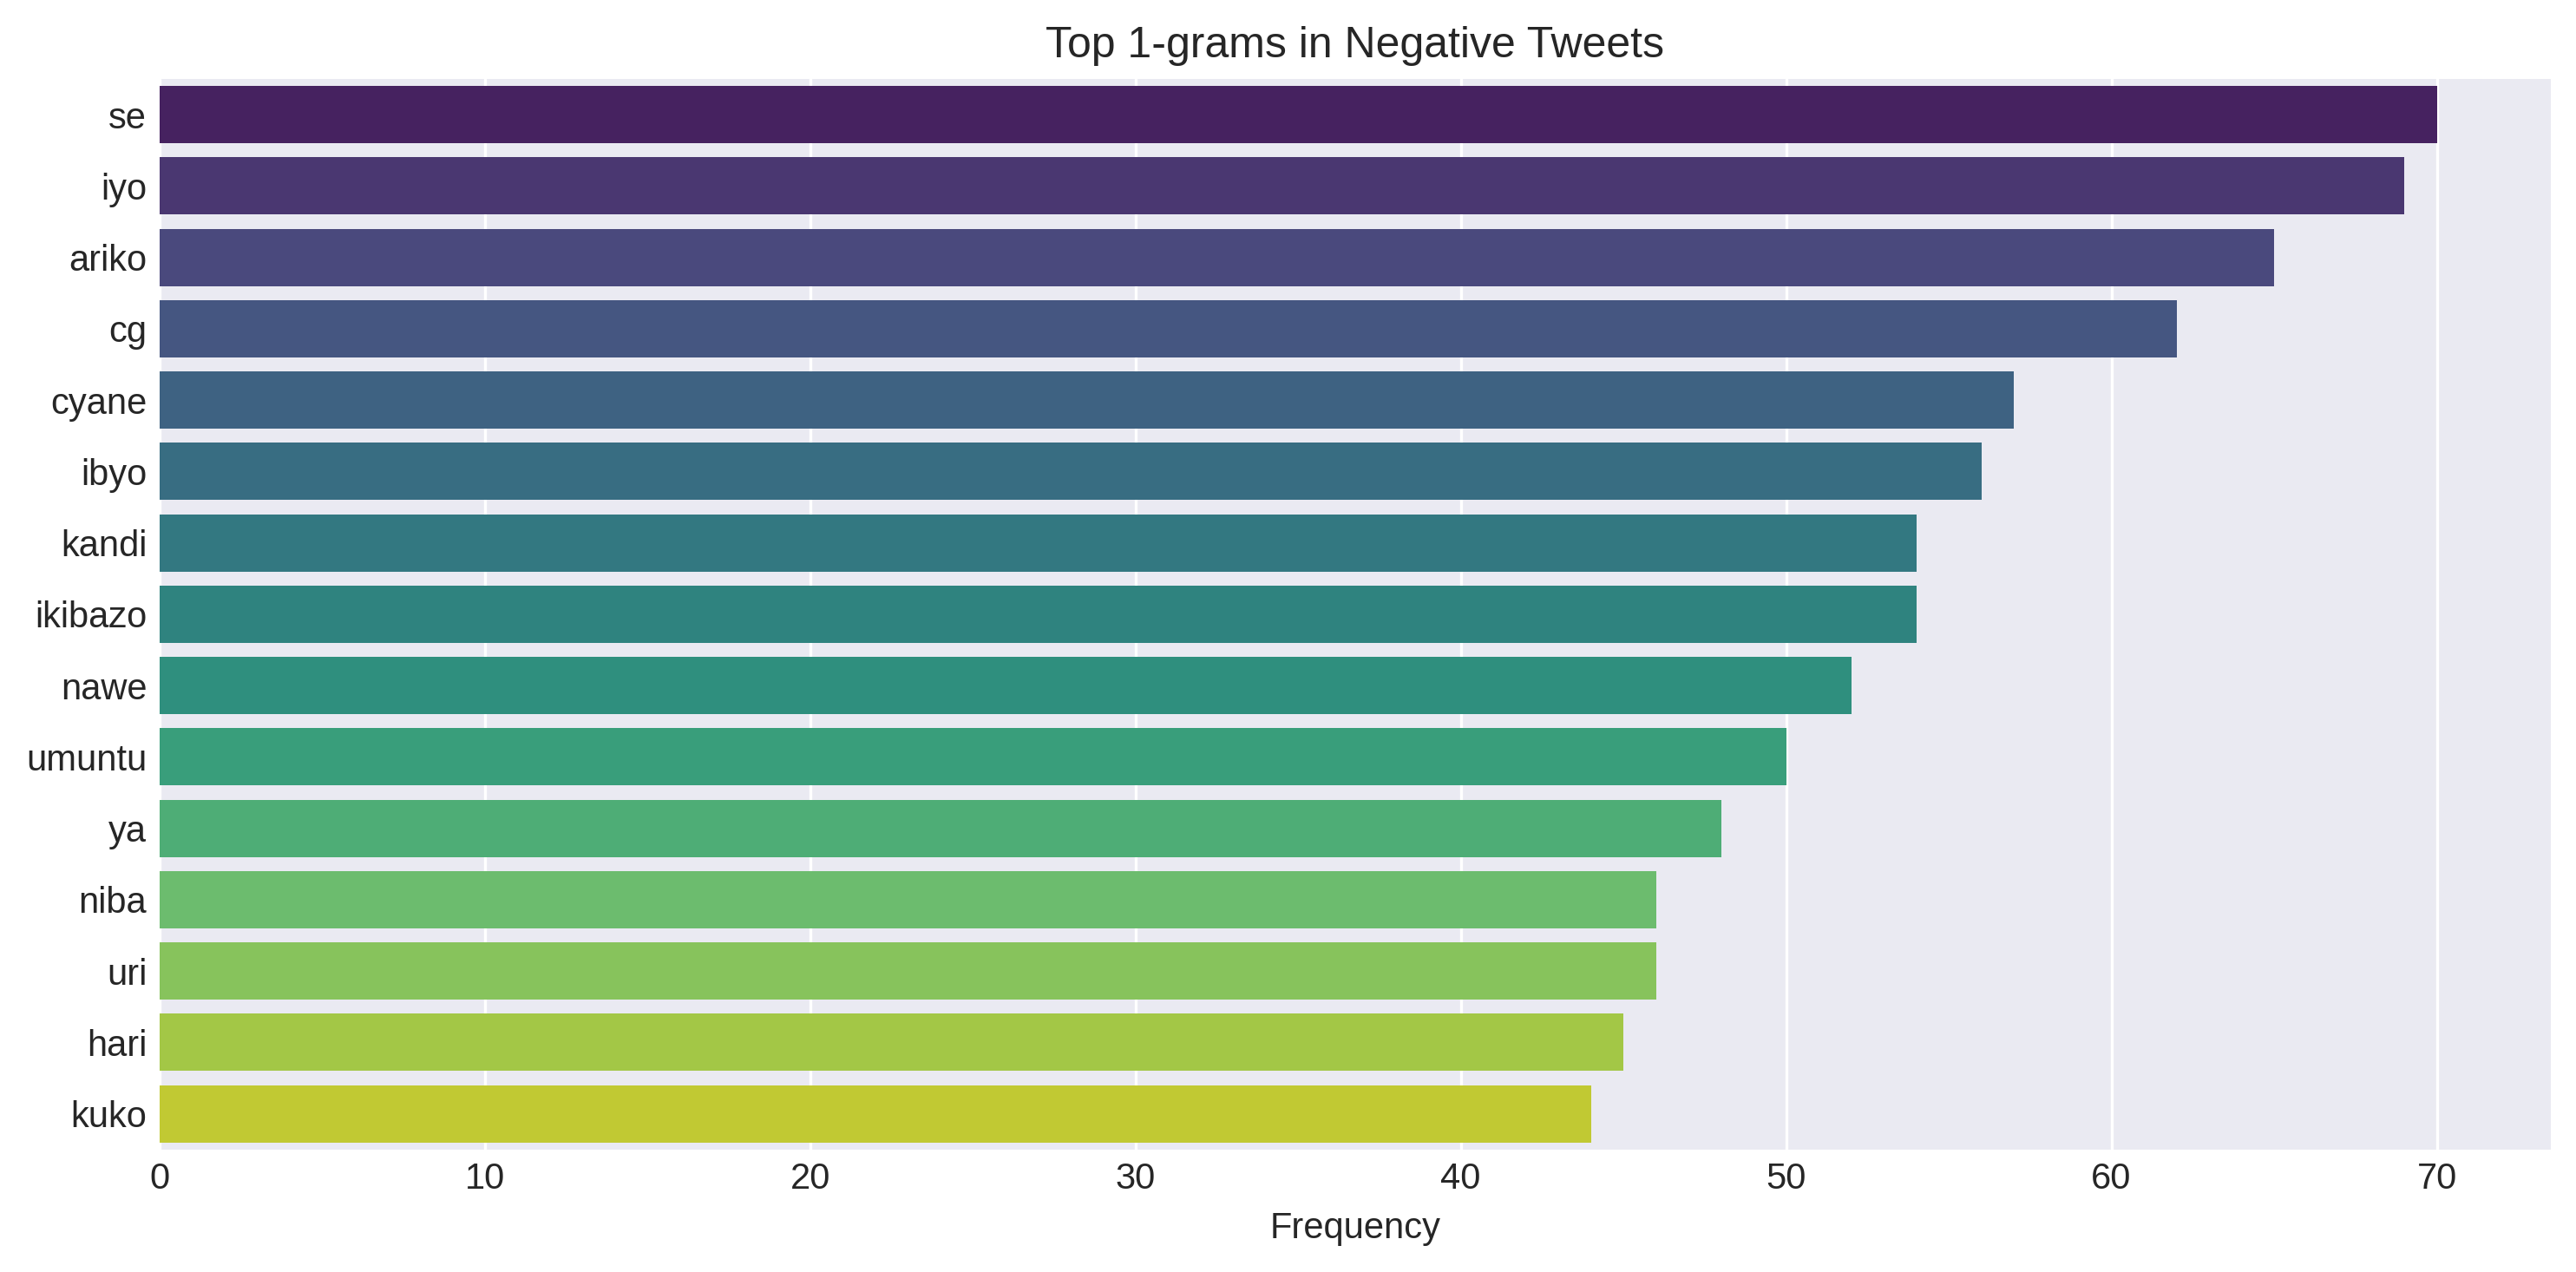 Top 1-grams in Negative Tweets
se
iyo
ariko
cg
cyane
ibyo
kandi
ikibazo
nawe
umuntu
ya
niba
uri
hari
kuko
0 10 20 30 40 50 60 70
Frequency